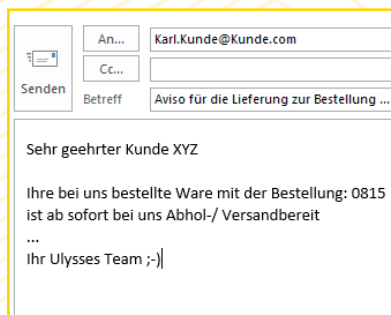 An...
Karl.Kunde@Kunde.com
Cc...
Senden
Betreff
Aviso für die Lieferung zur Bestellung ...
Sehr geehrter Kunde XYZ
Ihre bei uns bestellte Ware mit der Bestellung: 0815
ist ab sofort bei uns Abhol-/ Versandbereit
...
Ihr Ulysses Team ;-)